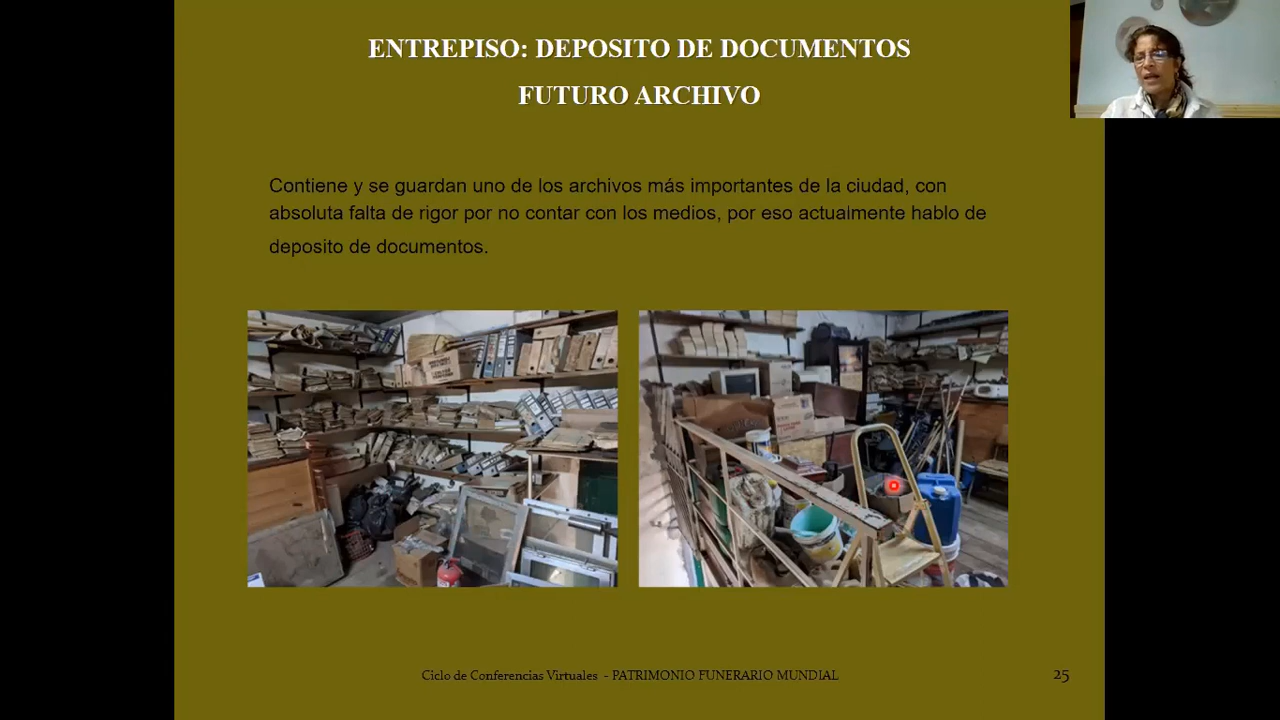 ENTREPISO: DEPOSITO DE DOCUMENTOS
FUTURO ARCHIVO
Contiene y se guardan uno de los archivos más importantes de la ciudad, con
absoluta falta de rigor por no contar con los medios, por eso actualmente hablo de
deposito de documentos.
Ciclo de Conferencias Virtuales - PATRIMONIO FUNERARIO MUNDIAL
25